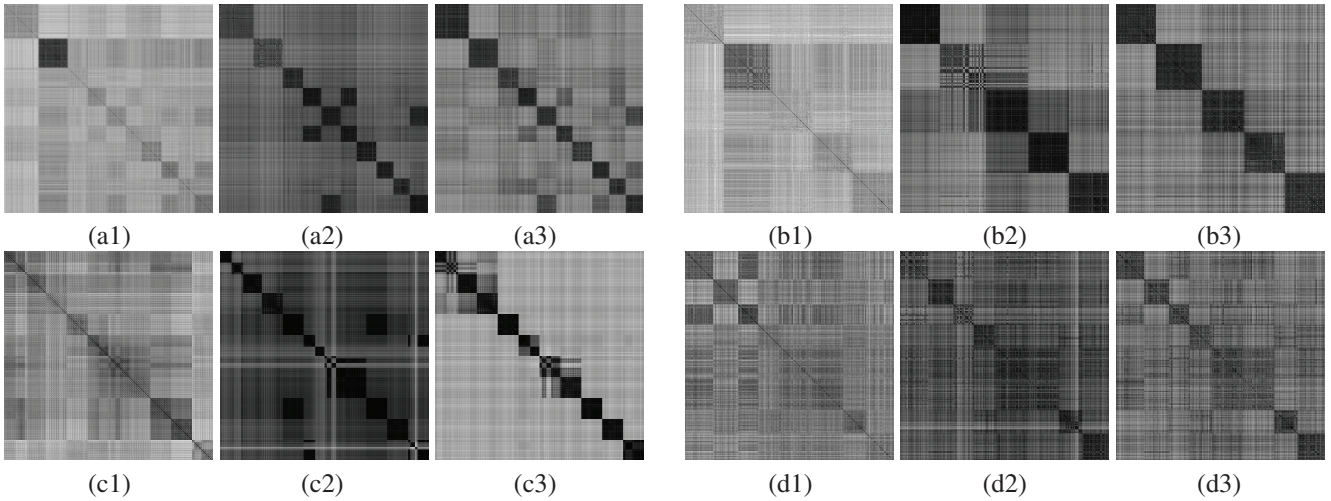 (a1) (a2) (a3) (b1) (b2) (b3)
(c1) (c2) (c3) (d1) (d2) (d3)